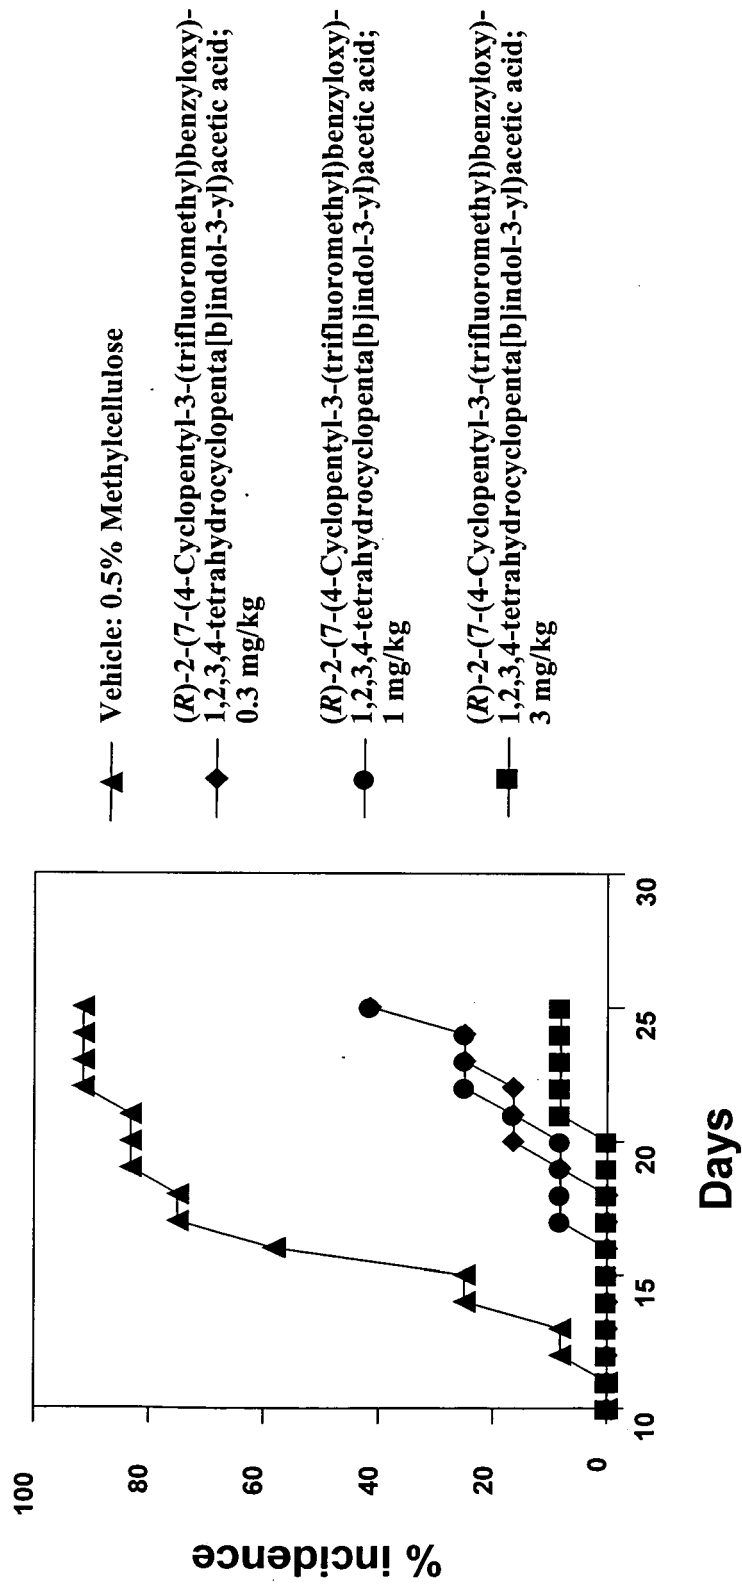 100
80
60
40
20
0
% incidence
10
15
20
25
30
Days
Vehicle: 0.5% Methylcellulose
(R)-2-(7-(4-Cyclopentyl-3-(trifluoromethyl)benzyloxy)-
1,2,3,4-tetrahydrocyclopenta[b]indol-3-yl)acetic acid;
0.3 mg/kg
(R)-2-(7-(4-Cyclopentyl-3-(trifluoromethyl)benzyloxy)-
1,2,3,4-tetrahydrocyclopenta[b]indol-3-yl)acetic acid;
1 mg/kg
(R)-2-(7-(4-Cyclopentyl-3-(trifluoromethyl)benzyloxy)-
1,2,3,4-tetrahydrocyclopenta[b]indol-3-yl)acetic acid;
3 mg/kg